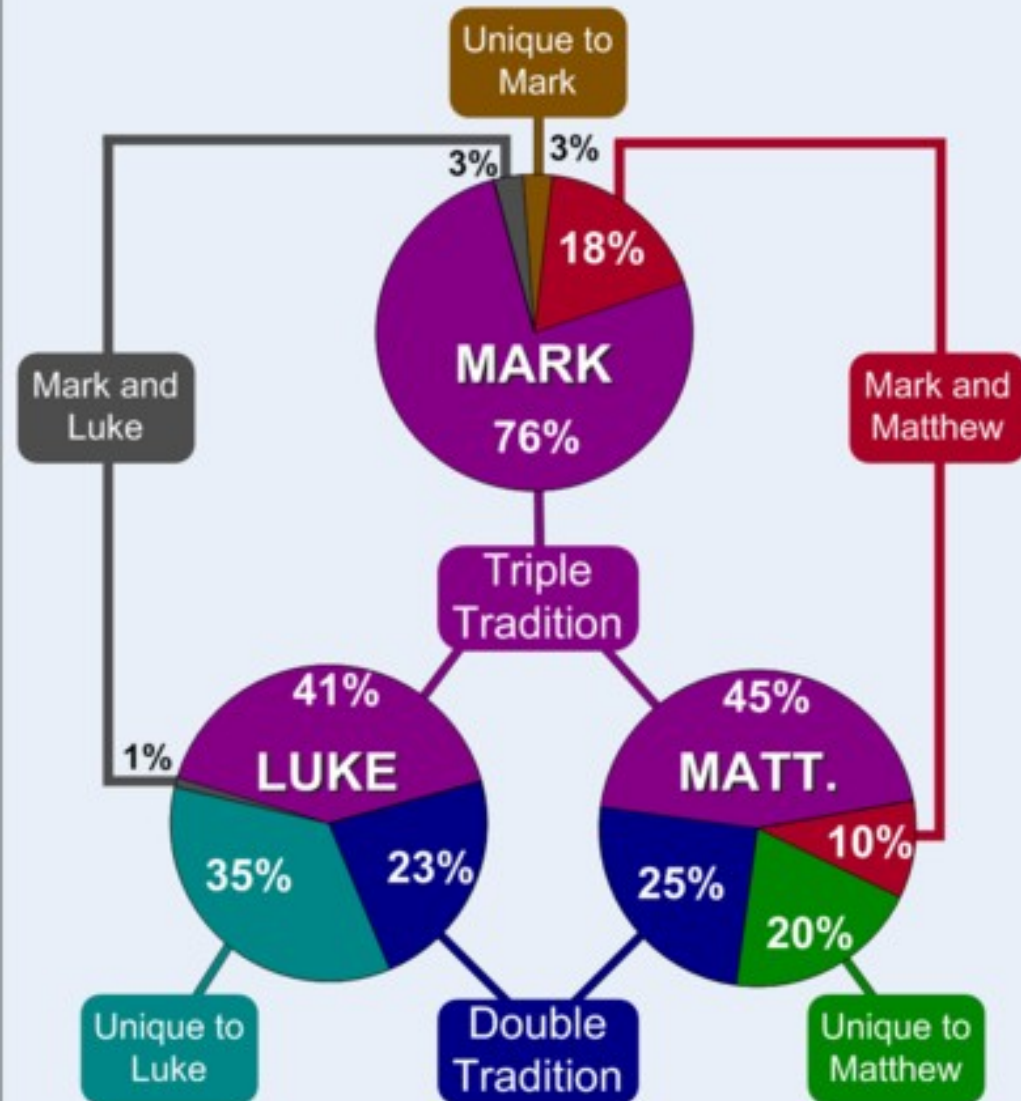 Unique to
Mark
3%
3%
18%
MARK
76%
Mark and
Luke
Mark and
Matthew
Triple
Tradition
41%
LUKE
1%
35%
23%
45%
MATT.
10%
25%
20%
Unique to
Luke
Double
Tradition
Unique to
Matthew